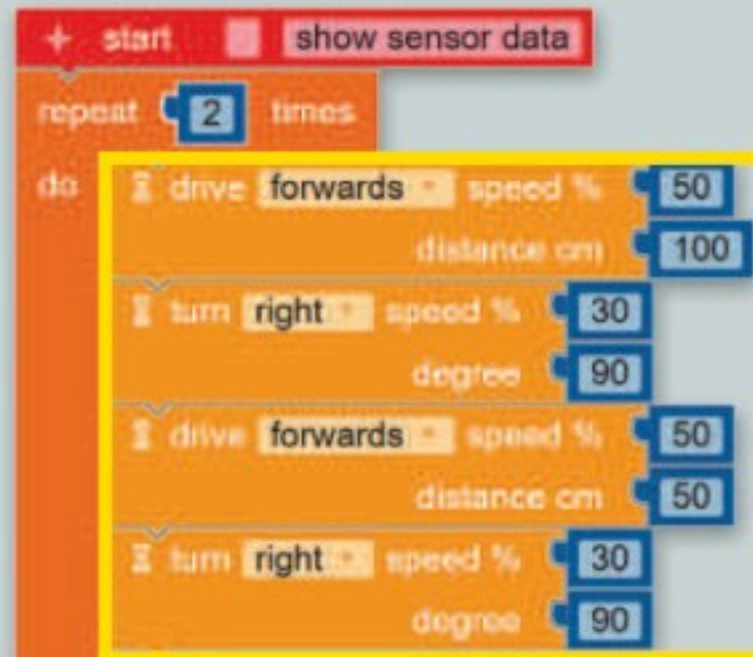 + start show sensor data
repeat 2 times
do drive forwards speed % 50
distance cm 100
turn right speed % 30
degree 90
drive forwards speed % 50
distance cm 50
turn right speed % 30
degree 90